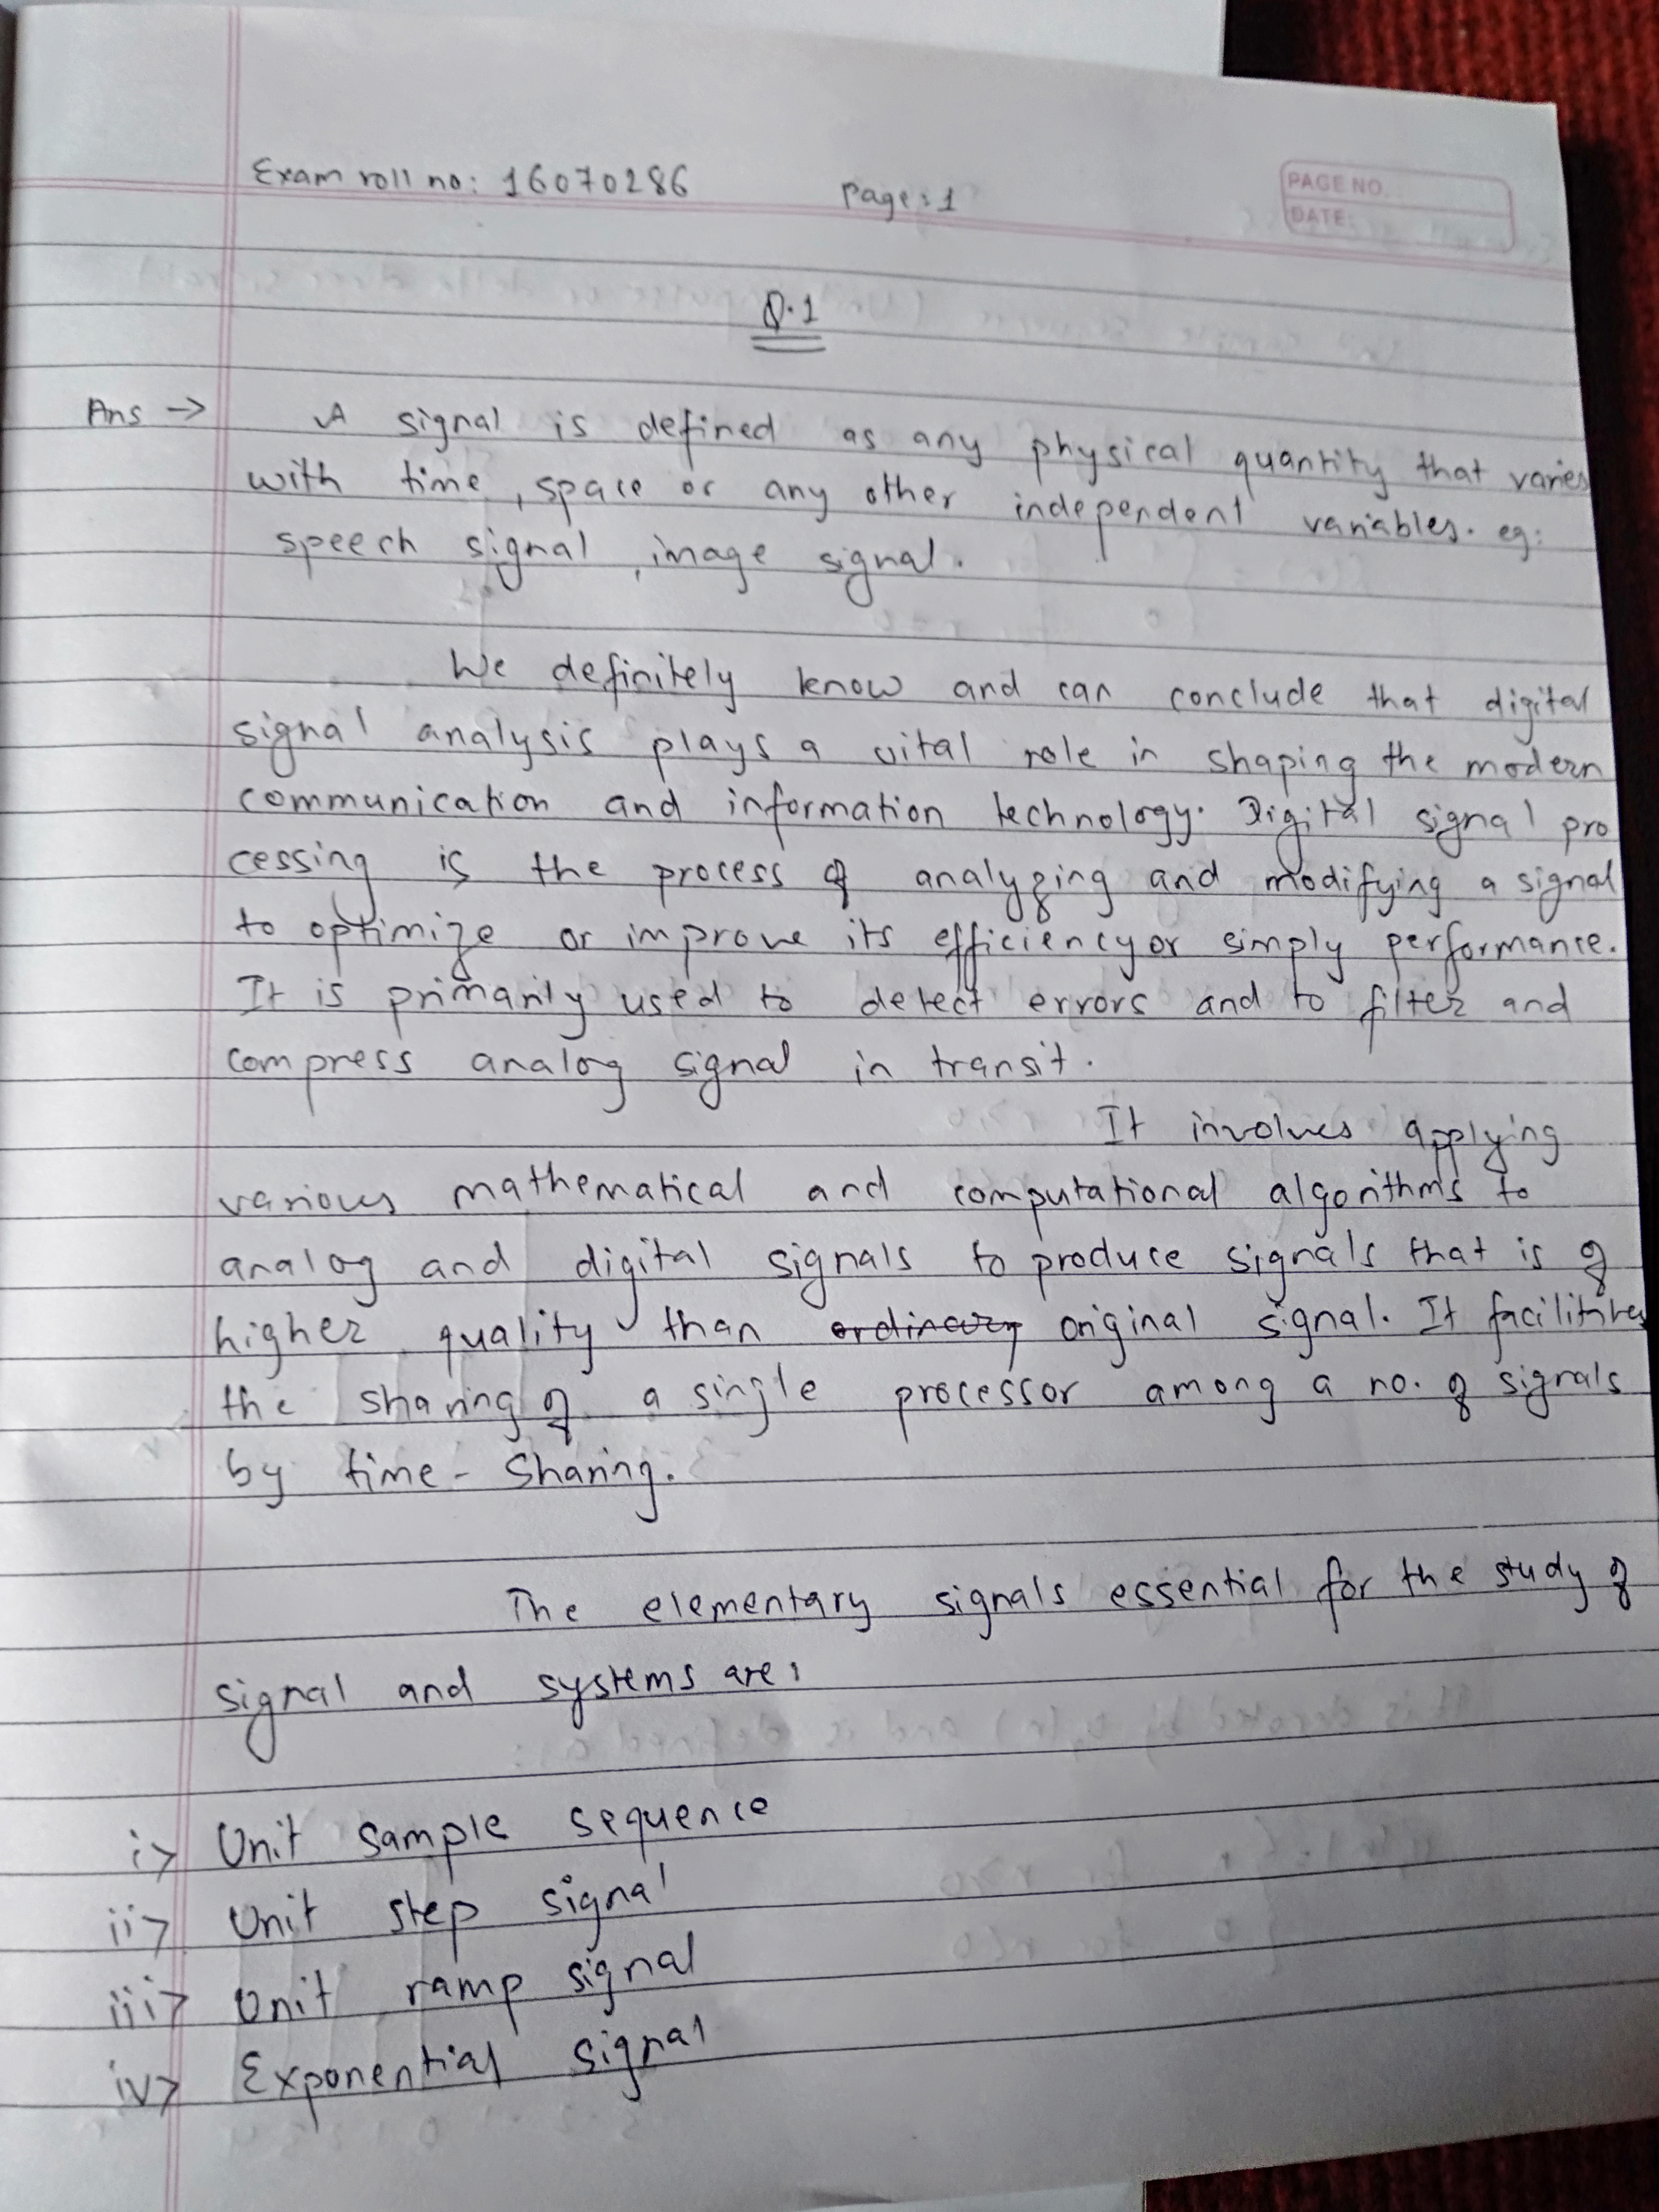 Exam roll no: 16070286 Page: 1
PAGE NO.
DATE:
Q.1
Ans → A signal is defined as any physical quantity that varies
with time, space or any other independent variables. eg:
speech signal, image signal.
We definitely know and can conclude that digital
signal analysis plays a vital role in shaping the modern
communication and information technology. Digital signal pro
cessing is the process of analyzing and modifying a signal
to optimize or improve its efficiency or simply performance.
It is primarily used to detect errors and to filter and
compress analog signal in transit.
It involves applying
various mathematical and computational algorithms to
analog and digital signals to produce signals that is of
higher quality than ordinary original signal. It facilitites
the sharing of a single processor among a no. of signals
by time - Sharing.
The elementary signals essential for the study of
signal and systems are:
i> Unit sample sequence
ii> Unit step signal
iii> Unit ramp signal
iv> Exponential signal